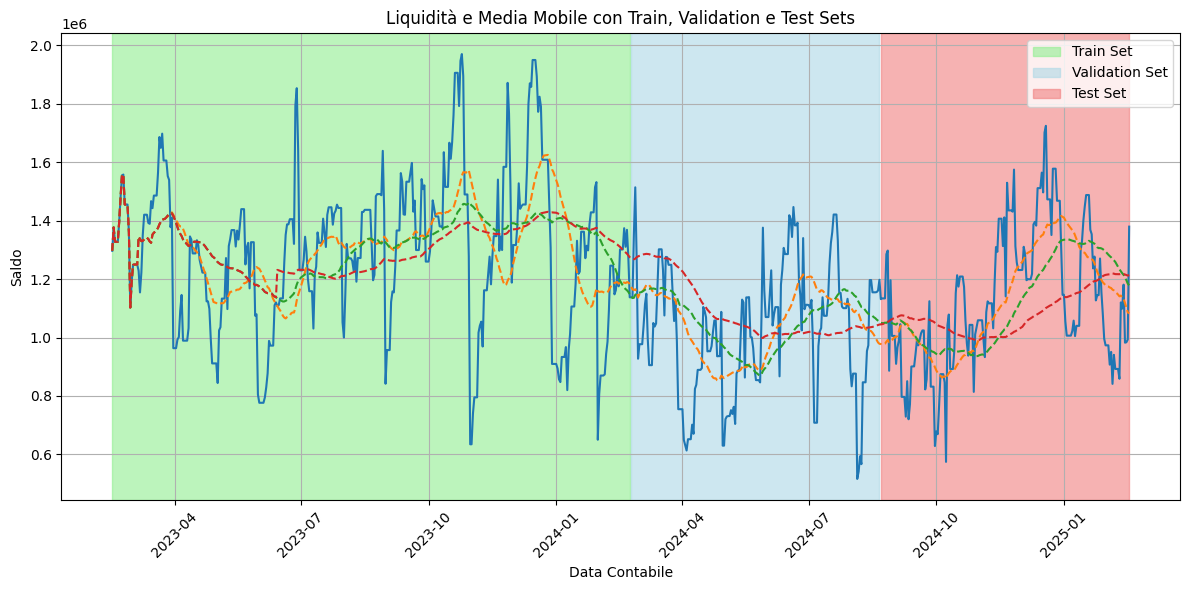 Liquidità e Media Mobile con Train, Validation e Test Sets
1e6
Train Set
Validation Set
Test Set
2.0
1.8
1.6
1.4
1.2
1.0
0.8
0.6
Saldo
2023-04
2023-07
2023-10
2024-01
2024-04
2024-07
2024-10
2025-01
Data Contabile